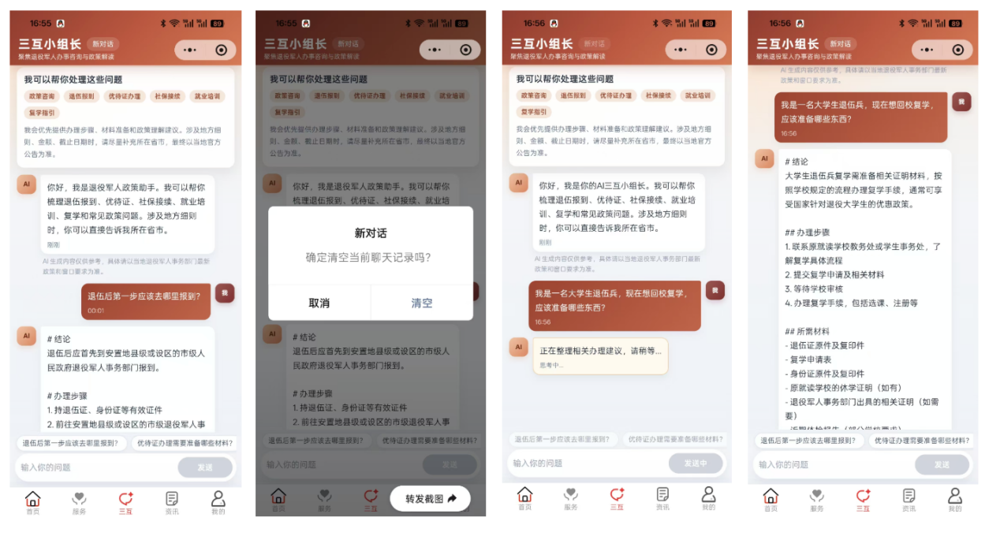 16:55
89
三互小组长 新对话
聚焦退役军人办事咨询与政策解读
我可以帮你处理这些问题
政策咨询 退伍报到 优待证办理 社保接续 就业培训
复学指引
我会优先提供办理步骤、材料准备和政策理解建议。涉及地方细
则、金额、截止日期时，请尽量补充所在省市，最终以当地官方
公告为准。
AI
你好，我是退役军人政策助手。我可以帮你
梳理退伍报到、优待证、社保接续、就业培
训、复学和常见政策问题。涉及地方细则
时，你可以直接告诉我所在省市。
刚刚
AI 生成内容仅供参考，具体请以当地退役军人事务部门最新
政策和窗口要求为准。
退伍后第一步应该去哪里报到？
我
00:01
AI
# 结论
退伍后应首先到安置地县级或设区的市级人
民政府退役军人事务部门报到。
# 办理步骤
1. 持退伍证、身份证等有效证件
2. 前往安置地县级或设区的市级退役军人事
退伍后第一步应该去哪里报到？ 优待证办理需要准备哪些材料？
输入你的问题
发送
首页 服务 三互 资讯 我的
16:55
89
三互小组长 新对话
聚焦退役军人办事咨询与政策解读
我可以帮你处理这些问题
政策咨询 退伍报到 优待证办理 社保接续 就业培训
复学指引
我会优先提供办理步骤、材料准备和政策理解建议。涉及地方细
则、金额、截止日期时，请尽量补充所在省市，最终以当地官方
公告为准。
AI
你好，我是退役军人政策助手。我可以帮你
梳理退伍报到、优待证、社保接续、就业培
新对话
确定清空当前聊天记录吗？
取消 清空
AI
# 结论
退伍后应首先到安置地县级或设区的市级人
民政府退役军人事务部门报到。
# 办理步骤
1. 持退伍证、身份证等有效证件
2. 前往安置地县级或设区的市级退役军人事
退伍后第一步应该去哪里报到？ 优待证办理需要准备哪些材料？
输入你的问题
发送
转发截图
首页 服务 三互
16:56
89
三互小组长 新对话
聚焦退役军人办事咨询与政策解读
我可以帮你处理这些问题
政策咨询 退伍报到 优待证办理 社保接续 就业培训
复学指引
我会优先提供办理步骤、材料准备和政策理解建议。涉及地方细
则、金额、截止日期时，请尽量补充所在省市，最终以当地官方
公告为准。
AI
你好，我是你的AI三互小组长。我可以帮你
梳理退伍报到、优待证、社保接续、就业培
训、复学和常见政策问题。涉及地方细则
时，你可以直接告诉我所在省市。
刚刚
AI 生成内容仅供参考，具体请以当地退役军人事务部门最新
政策和窗口要求为准。
我是一名大学生退伍兵，现在想回校复学，
应该准备哪些东西？
我
16:56
AI
正在整理相关办理建议，请稍等...
思考中...
退伍后第一步应该去哪里报到？ 优待证办理需要准备哪些材料？
输入你的问题
发送中
首页 服务 三互 资讯 我的
16:56
89
三互小组长 新对话
聚焦退役军人办事咨询与政策解读
AI 生成内容仅供参考，具体请以当地退役军人事务部门最新
政策和窗口要求为准。
我是一名大学生退伍兵，现在想回校复学，
应该准备哪些东西？
我
16:56
AI
# 结论
大学生退伍兵复学需准备相关证明材料，按
照学校规定的流程办理复学手续，通常可享
受国家针对退役大学生的优惠政策。
## 办理步骤
1. 联系原就读学校教务处或学生事务处，了
解复学具体流程
2. 提交复学申请及相关材料
3. 等待学校审核
4. 办理复学手续，包括选课、注册等
## 所需材料
- 退伍证原件及复印件
- 复学申请表
- 身份证原件及复印件
- 原就读学校的休学证明（如有）
- 退役军人事务部门出具的相关证明（如需
要）
- 近期体检报告（部分学校要求）
退伍后第一步应该去哪里报到？ 优待证办理需要准备哪些材料？
输入你的问题
发送
首页 服务 三互 资讯 我的